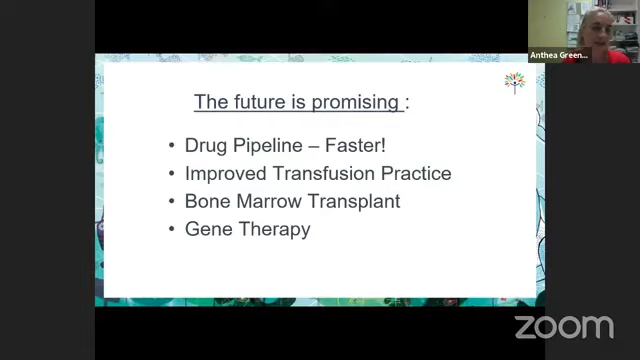 Anthea Green...
The future is promising :
• Drug Pipeline – Faster!
• Improved Transfusion Practice
• Bone Marrow Transplant
• Gene Therapy
zoom